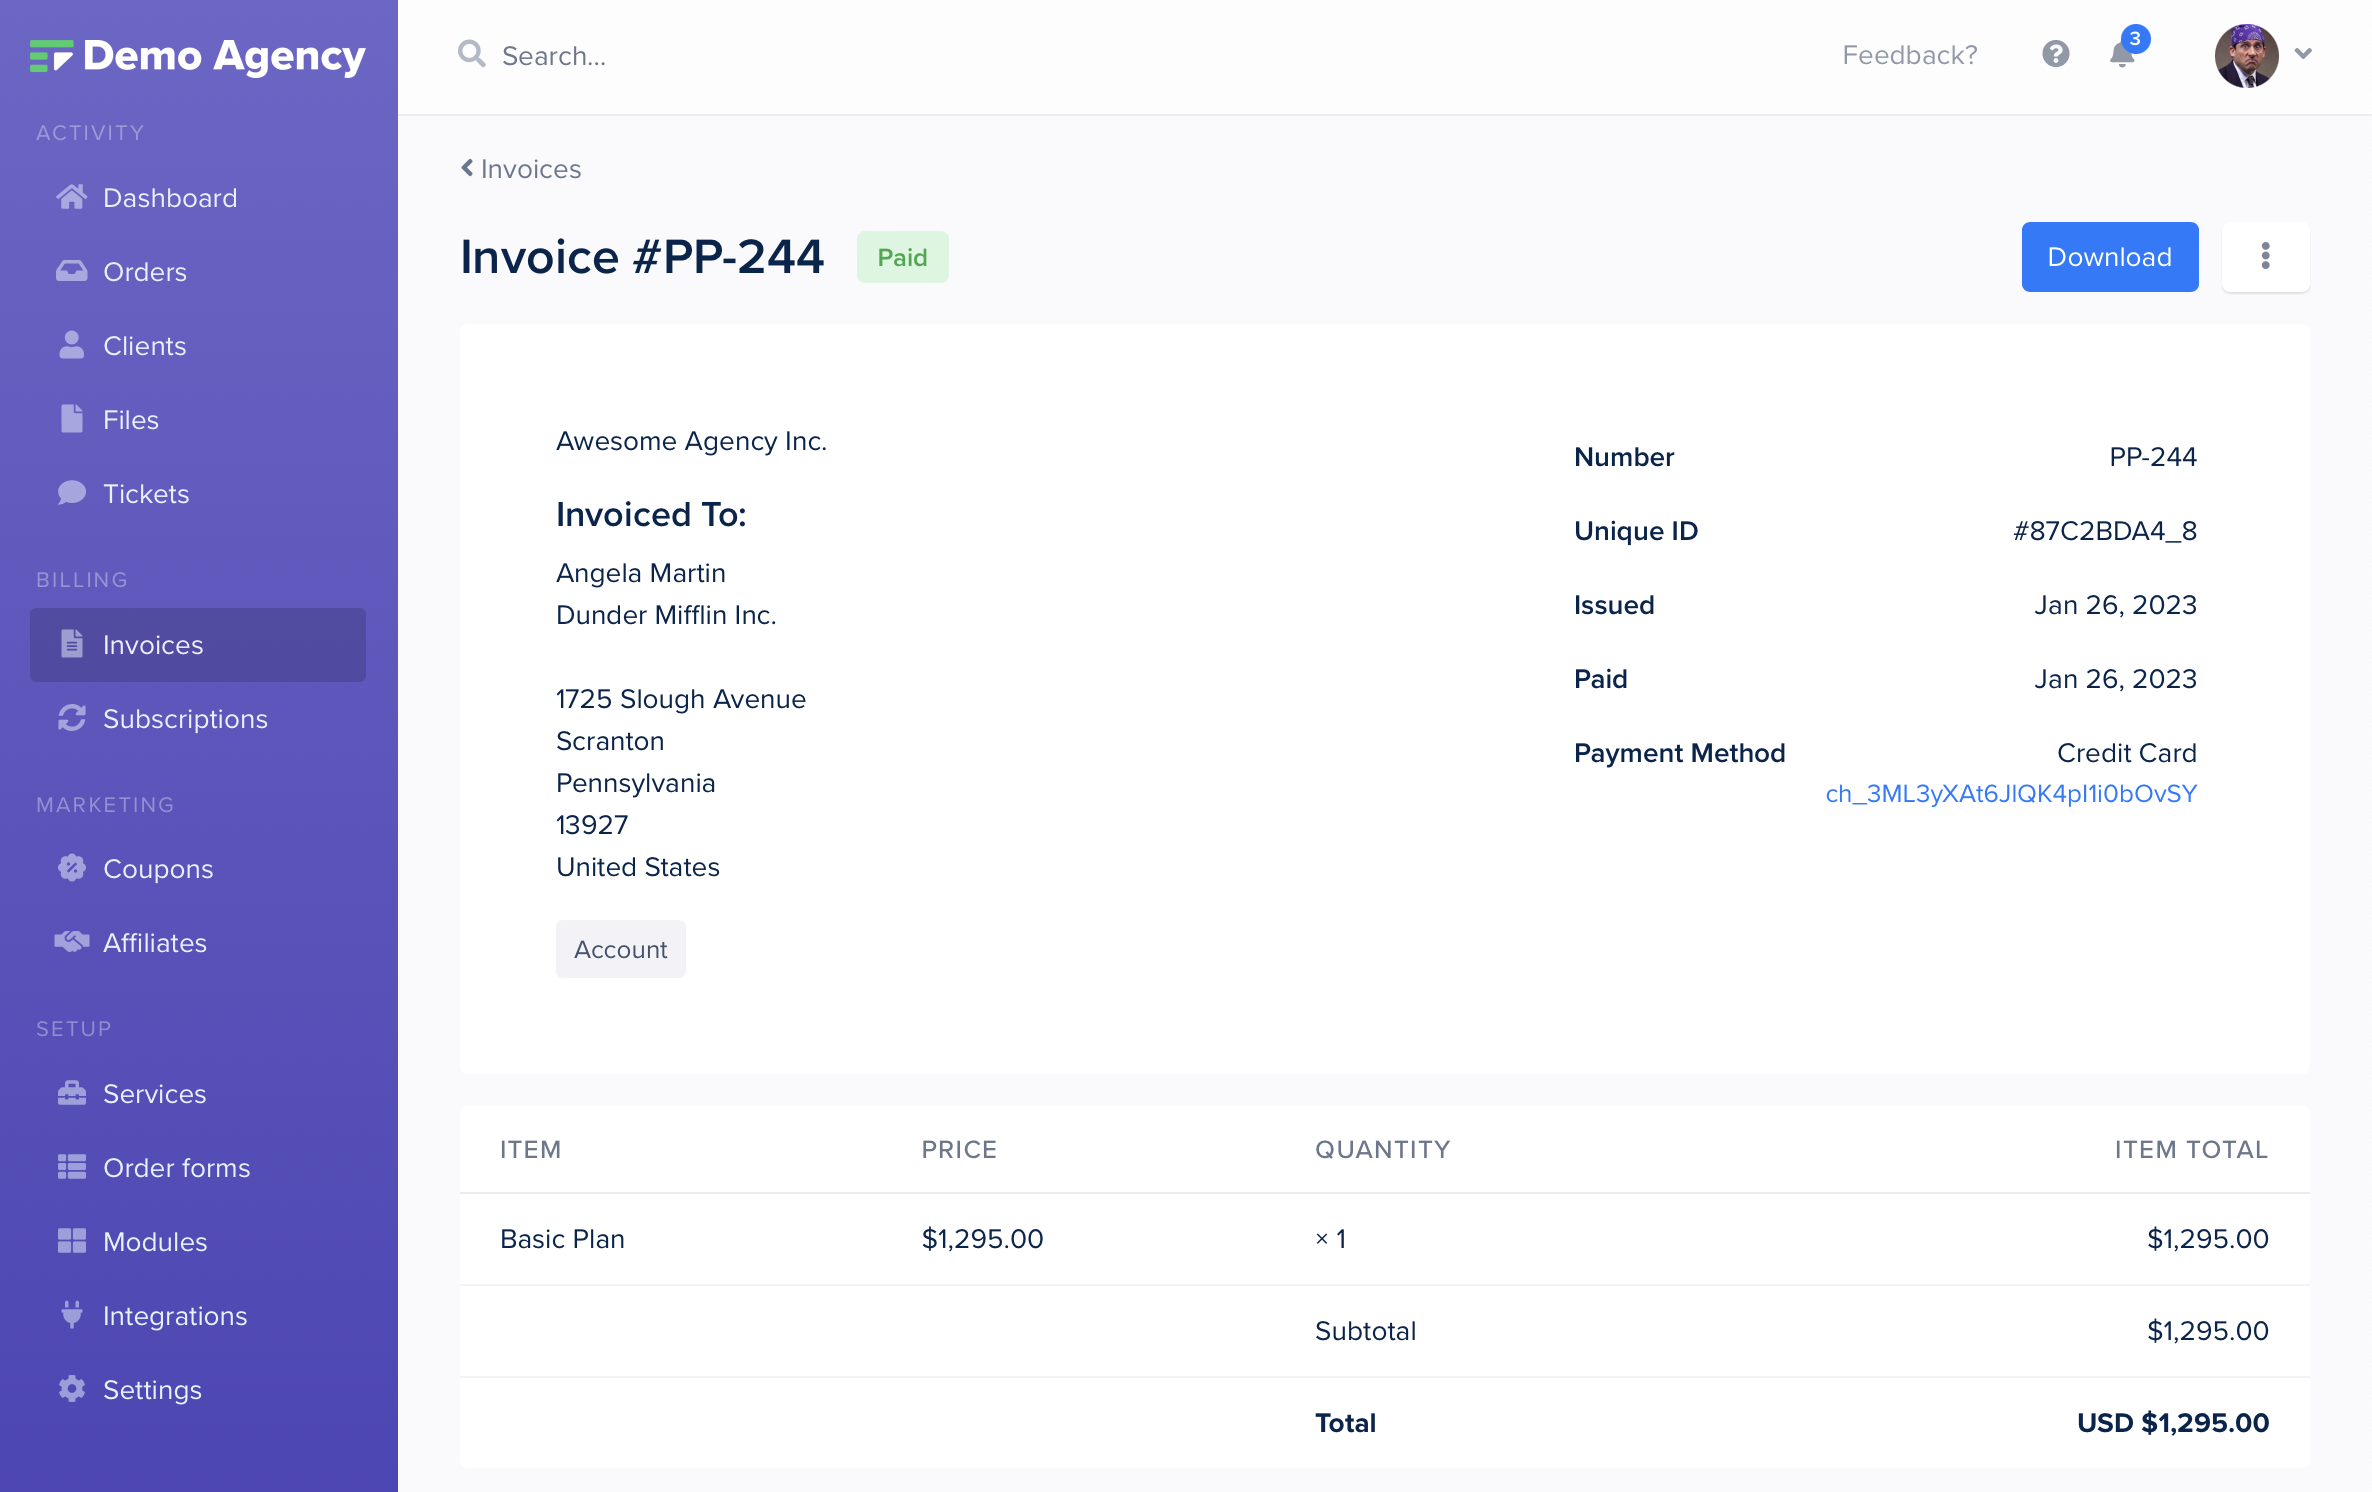 Demo Agency
ACTIVITY
Dashboard
Orders
Clients
Files
Tickets
BILLING
Invoices
Subscriptions
MARKETING
Coupons
Affiliates
SETUP
Services
Order forms
Modules
Integrations
Settings
Search...
Feedback?
3
Invoices
Invoice #PP-244
Paid
Download
Awesome Agency Inc.
Invoiced To:
Angela Martin
Dunder Mifflin Inc.
1725 Slough Avenue
Scranton
Pennsylvania
13927
United States
Account
Number PP-244
Unique ID #87C2BDA4_8
Issued Jan 26, 2023
Paid Jan 26, 2023
Payment Method Credit Card
ch_3ML3yXAt6JIQK4pI1i0bOvSY
ITEM PRICE QUANTITY ITEM TOTAL
Basic Plan $1,295.00 × 1 $1,295.00
Subtotal $1,295.00
Total USD $1,295.00